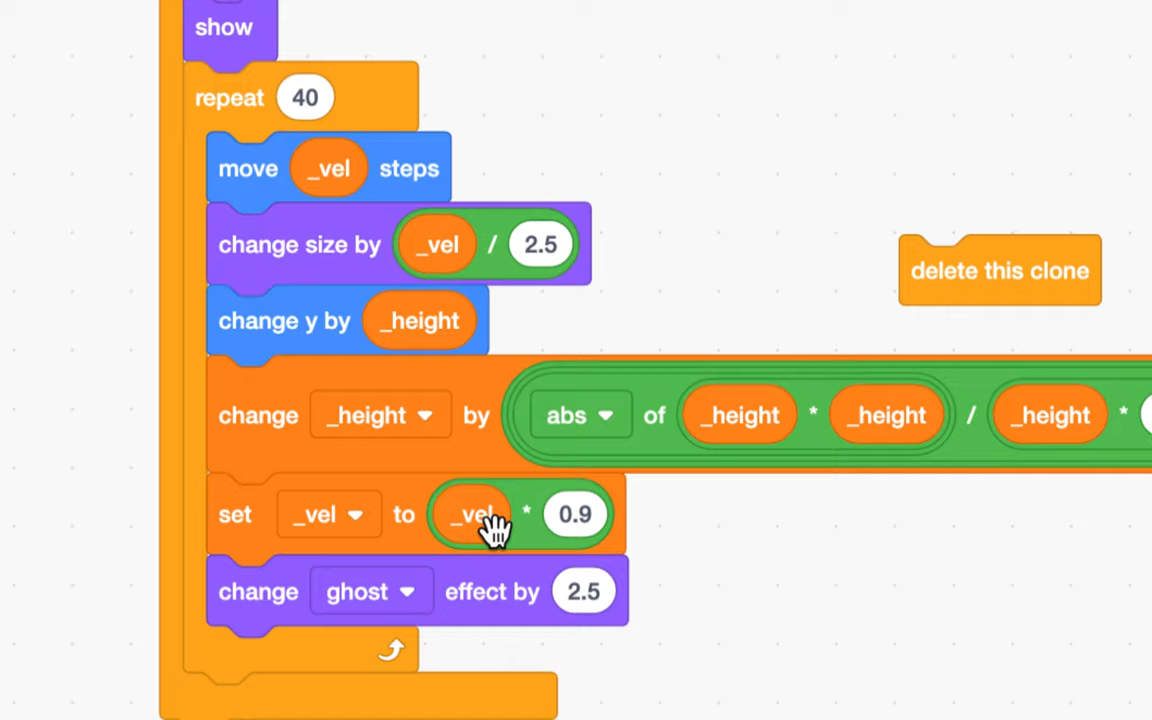 show
repeat 40
move _vel steps
change size by _vel / 2.5
delete this clone
change y by _height
change _height by abs of _height * _height / _height *
set _vel to _vel * 0.9
change ghost effect by 2.5